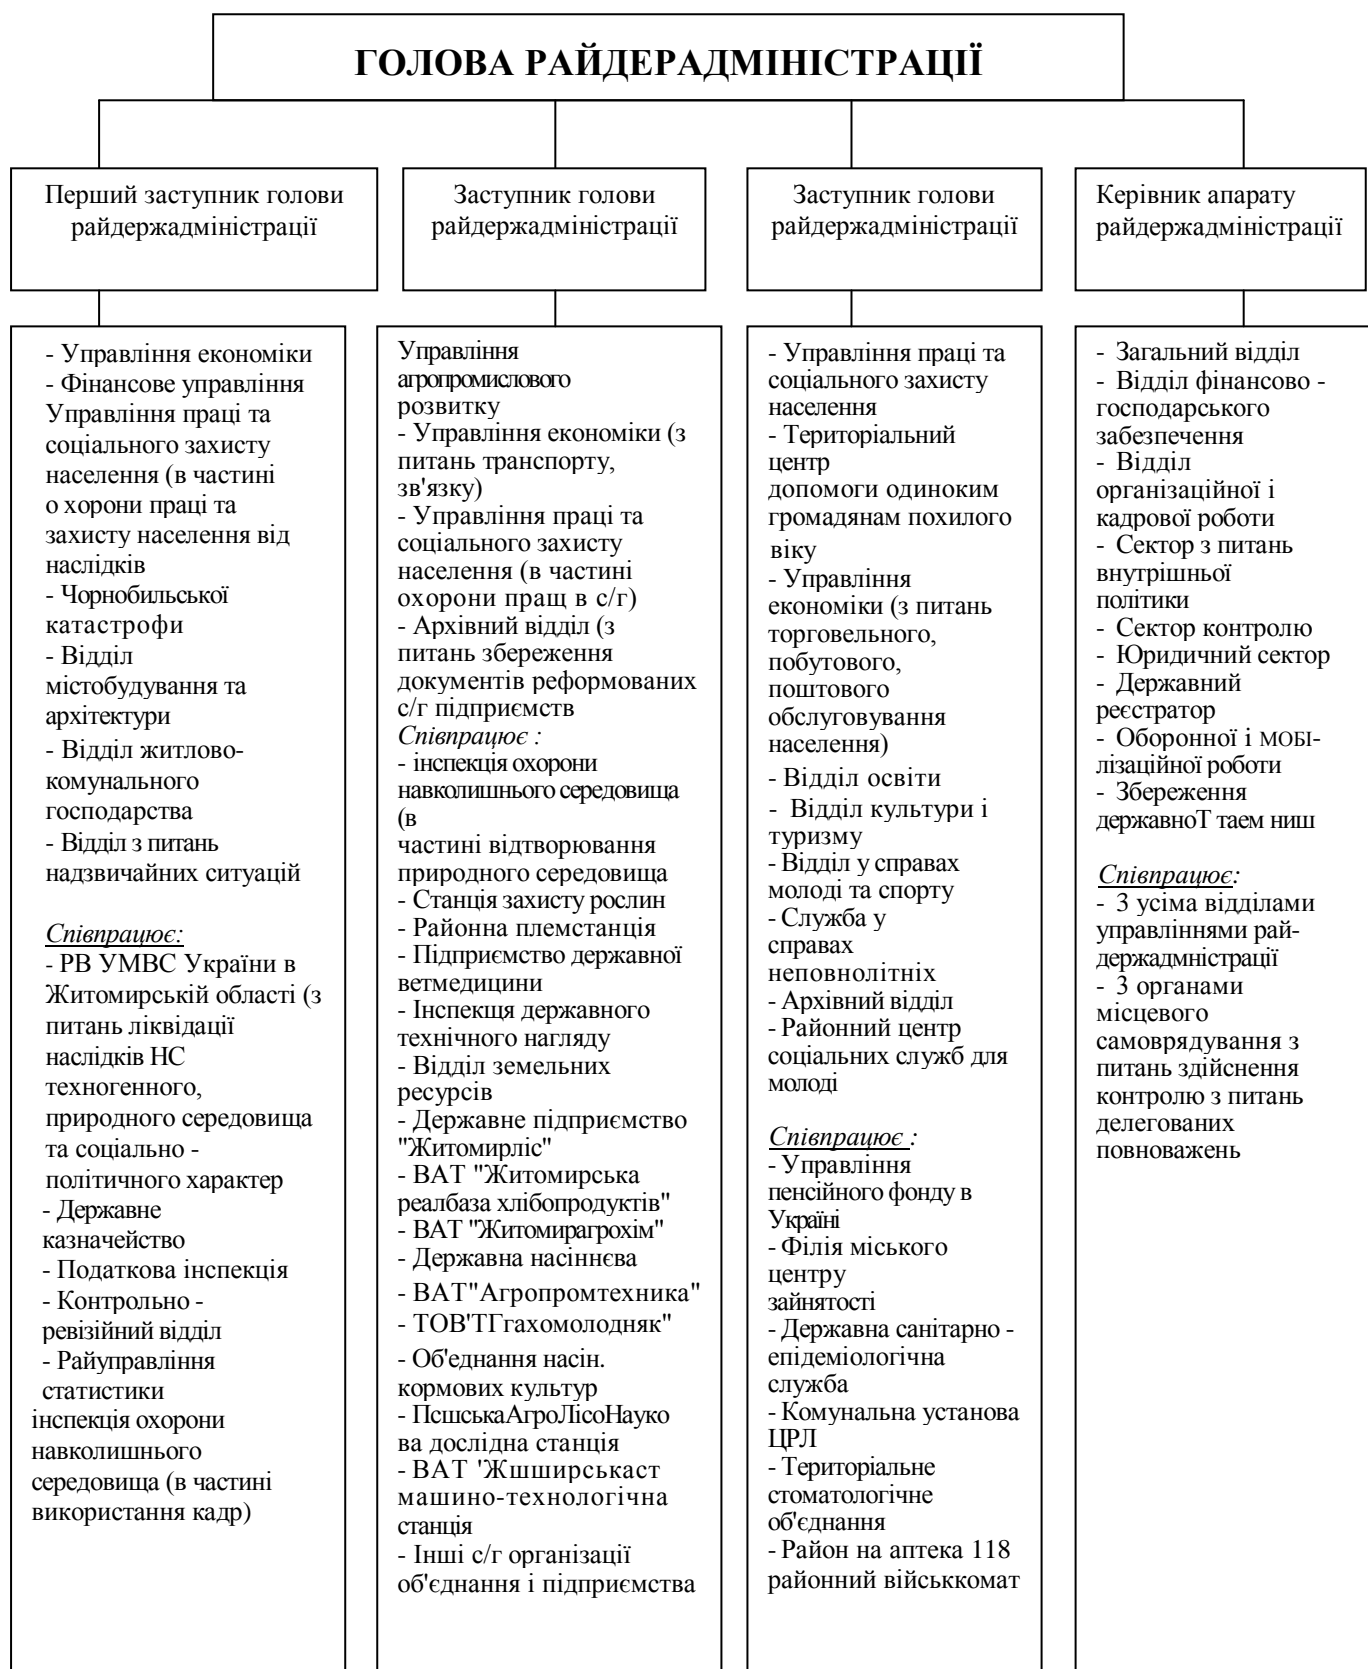 ГОЛОВА РАЙДЕРАДМІНІСТРАЦІЇ
Перший заступник голови
райдержадміністрації
Заступник голови
райдержадміністрації
Заступник голови
райдержадміністрації
Керівник апарату
райдержадміністрації
- Управління економіки
- Фінансове управління
Управління праці та
соціального захисту
населення (в частині
о хорони праці та
захисту населення від
наслідків
- Чорнобильської
катастрофи
- Відділ
містобудування та
архітектури
- Відділ житлово-
комунального
господарства
- Відділ з питань
надзвичайних ситуацій
Співпрацює:
- РВ УМВС України в
Житомирській області (з
питань ліквідації
наслідків НС
техногенного,
природного середовища
та соціально -
політичного характер
- Державне
казначейство
- Податкова інспекція
- Контрольно -
ревізійний відділ
- Райуправління
статистики
інспекція охорони
навколишнього
середовища (в частині
використання кадр)
Управління
агропромислового
розвитку
- Управління економіки (з
питань транспорту,
зв'язку)
- Управління праці та
соціального захисту
населення (в частині
охорони пращ в с/г)
- Архівний відділ (з
питань збереження
документів реформованих
с/г підприємств
Співпрацює :
- інспекція охорони
навколишнього середовища
(в
частині відтворювання
природного середовища
- Станція захисту рослин
- Районна племстанція
- Підприємство державної
ветмедицини
- Інспекщя державного
технічного нагляду
- Відділ земельних
ресурсів
- Державне підприємство
"Житомирліс"
- ВАТ "Житомирська
реалбаза хлібопродуктів"
- ВАТ "Житомирагрохім"
- Державна насіннєва
- ВАТ"Агропромтехника"
- ТОВ'ТГтахомолодняк"
- Об'еднання насін.
кормових культур
- ПєшськаАгроЛісоНауко
ва дослідна станція
- ВАТ 'Жшширськаст
машино-технологічна
станція
- Інші с/г організації
об'єднання і підприємства
- Управління праці та
соціального захисту
населення
- Територіальний
центр
допомоги одиноким
громадянам похилого
віку
- Управління
економіки (з питань
торговельного,
побутового,
поштового
обслуговування
населення)
- Відділ освіти
- Відділ культури і
туризму
- Відділ у справах
молоді та спорту
- Служба у
справах
неповнолітніх
- Архівний відділ
- Районний центр
соціальних служб для
молоді
Співпрацює :
- Управління
пенсійного фонду в
Україні
- Філія міського
центру
зайнятості
- Державна санітарно -
епідеміологічна
служба
- Комунальна установа
ЦРЛ
- Територіальне
стоматологічне
об'єднання
- Район на аптека 118
районний військкомат
- Загальний відділ
- Відділ фінансово -
господарського
забезпечення
- Відділ
організаційної і
кадрової роботи
- Сектор з питань
внутрішньої
політики
- Сектор контролю
- Юридичний сектор
- Державний
реєстратор
- Оборонної і МОБІ-
лізаційної роботи
- Збереження
державноТ таем ниш
Співпрацює:
- З усіма відділами
управліннями рай-
держадмністрації
- З органами
місцевого
самоврядування з
питань здійснення
контролю з питань
делегованих
повноважень